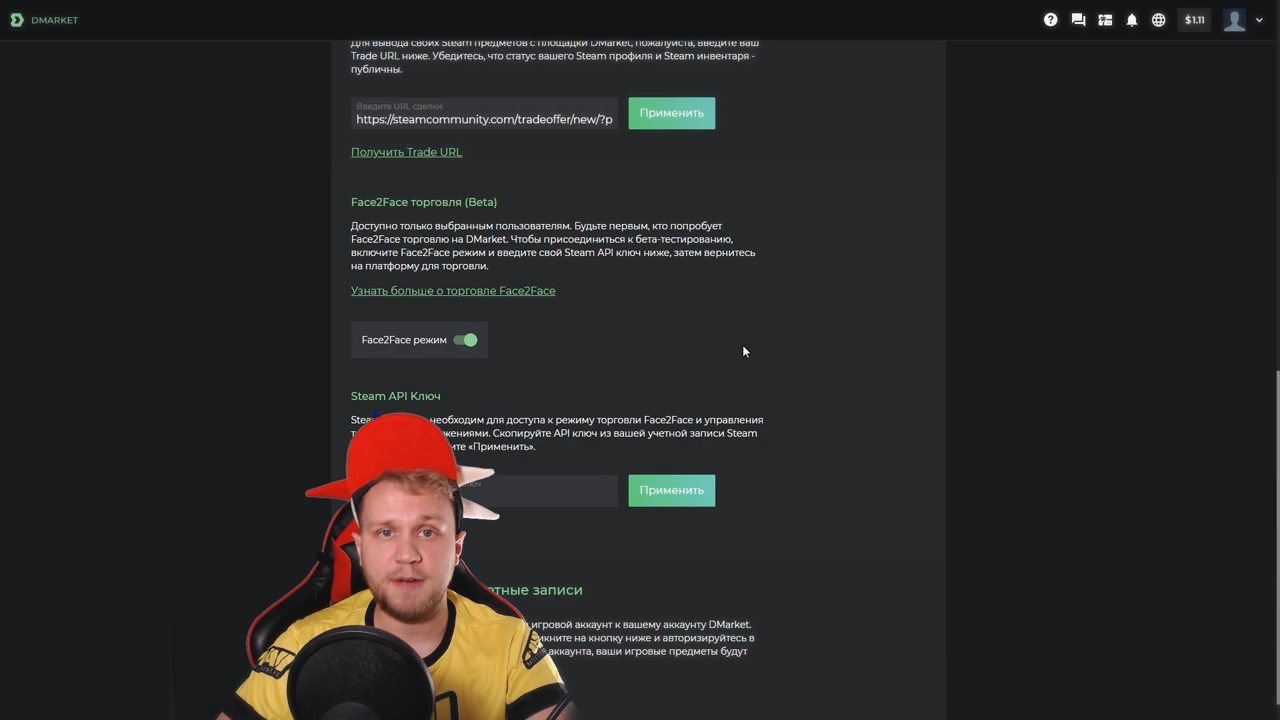 DMARKET
$1.11
Для вывода своих Steam предметов с площадки DMarket, пожалуйста, введите ваш
Trade URL ниже. Убедитесь, что статус вашего Steam профиля и Steam инвентаря -
публичны.
Введите URL сделки
https://steamcommunity.com/tradeoffer/new/?p
Применить
Получить Trade URL
Face2Face торговля (Beta)
Доступно только выбранным пользователям. Будьте первым, кто попробует
Face2Face торговлю на DMarket. Чтобы присоединиться к бета-тестированию,
включите Face2Face режим и введите свой Steam API ключ ниже, затем вернитесь
на платформу для торговли.
Узнать больше о торговле Face2Face
Face2Face режим
Steam API Ключ
необходим для доступа к режиму торговли Face2Face и управления
Скопируйте API ключ из вашей учетной записи Steam
«Применить».
Применить
записи
игровой аккаунт к вашему аккаунту DMarket.
на кнопку ниже и авторизируйтесь в
аккаунта, ваши игровые предметы будут